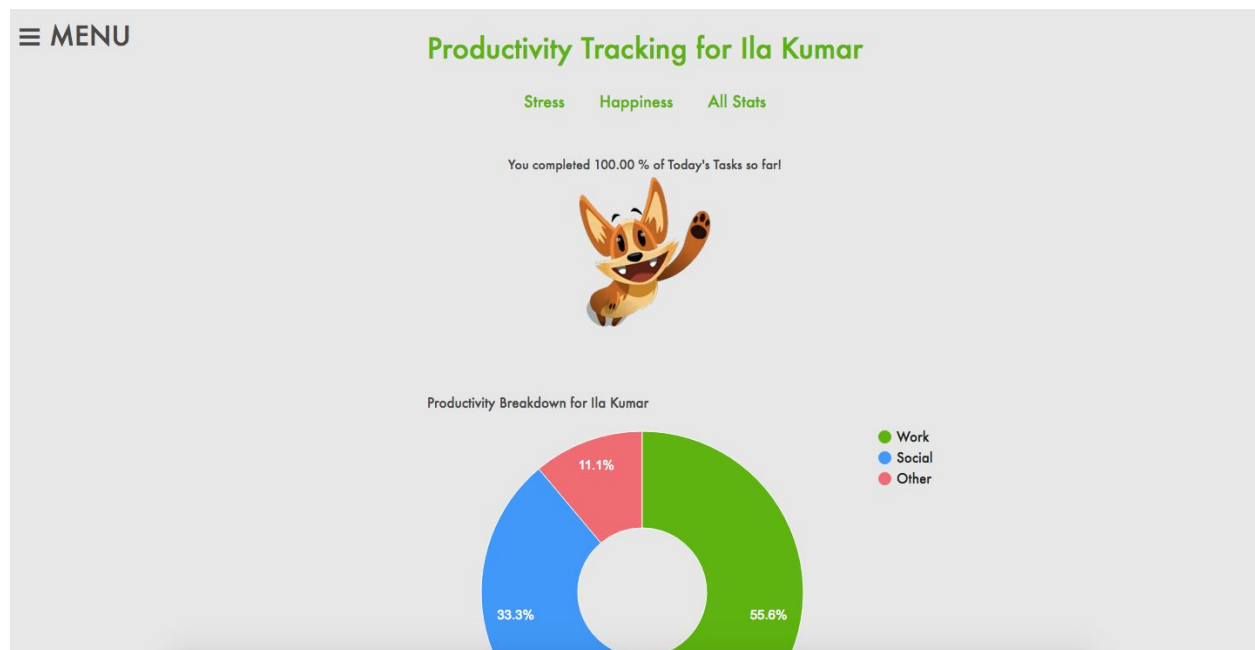 ≡ MENU
Productivity Tracking for Ila Kumar
Stress Happiness All Stats
You completed 100.00 % of Today's Tasks so far!
Productivity Breakdown for Ila Kumar
Work
Social
Other
11.1%
33.3%
55.6%